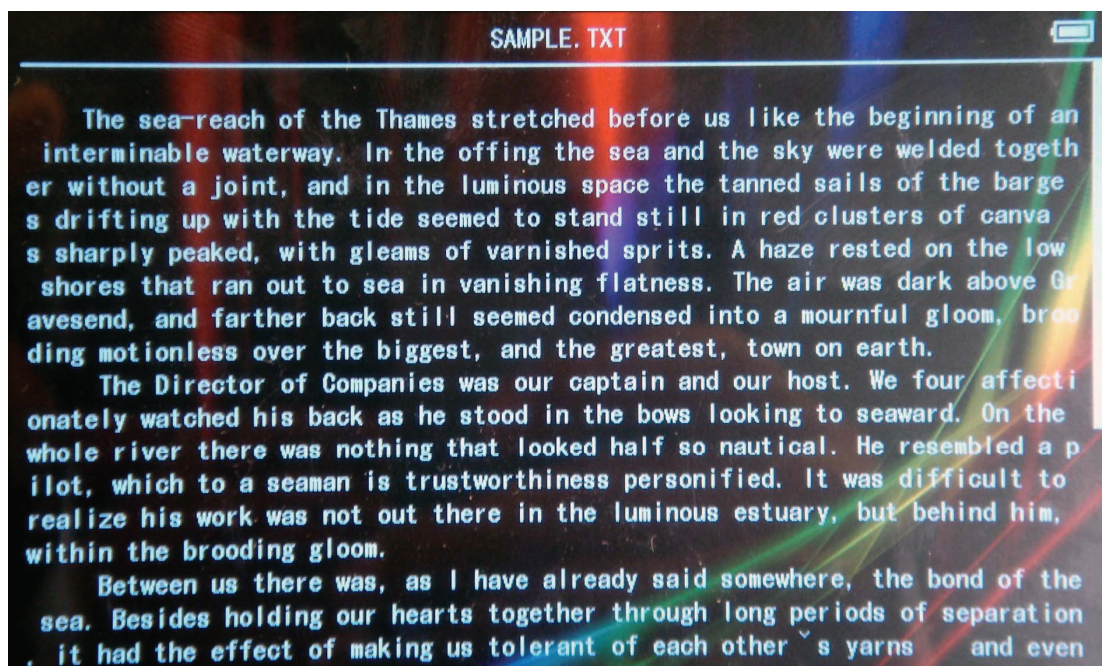 SAMPLE.TXT
The sea-reach of the Thames stretched before us like the beginning of an
interminable waterway. In the offing the sea and the sky were welded togeth
er without a joint, and in the luminous space the tanned sails of the barge
s drifting up with the tide seemed to stand still in red clusters of canva
s sharply peaked, with gleams of varnished sprits. A haze rested on the low
shores that ran out to sea in vanishing flatness. The air was dark above Gr
avesend, and farther back still seemed condensed into a mournful gloom, broo
ding motionless over the biggest, and the greatest, town on earth.
The Director of Companies was our captain and our host. We four affecti
onately watched his back as he stood in the bows looking to seaward. On the
whole river there was nothing that looked half so nautical. He resembled a p
ilot, which to a seaman is trustworthiness personified. It was difficult to
realize his work was not out there in the luminous estuary, but behind him,
within the brooding gloom.
Between us there was, as I have already said somewhere, the bond of the
sea. Besides holding our hearts together through long periods of separation
, it had the effect of making us tolerant of each other ˇs yarns  and even